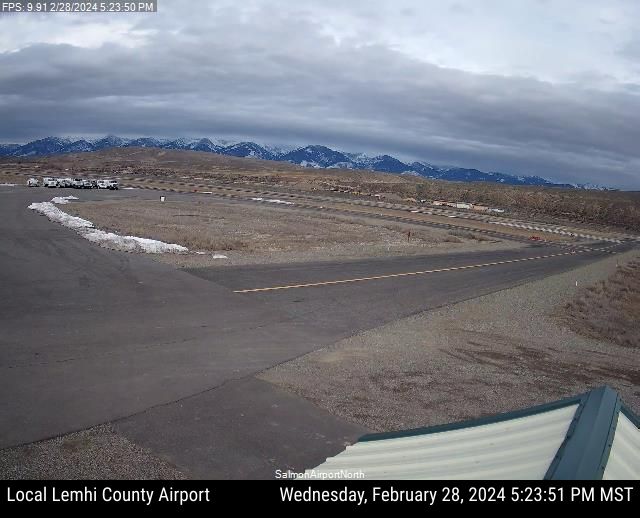 FPS: 9.91 2/28/2024 5:23:50 PM
SalmonAirportNorth
Local Lemhi County Airport Wednesday, February 28, 2024 5:23:51 PM MST